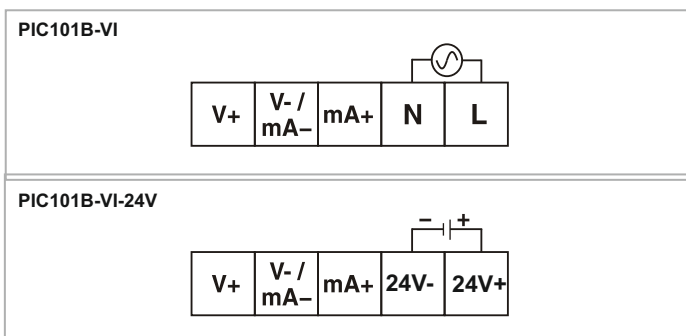 PIC101B-VI
V+ V- / mA– mA+ N L
PIC101B-VI-24V
– +
V+ V- / mA– mA+ 24V- 24V+